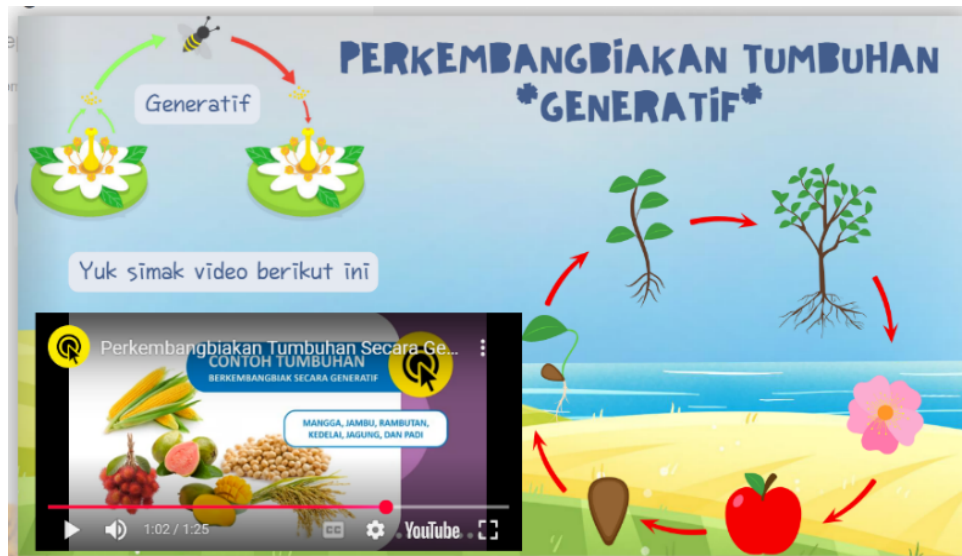 PERKEMBANGBIAKAN TUMBUHAN
*GENERATIF*
Generatif
Yuk simak video berikut ini
Perkembangbiakan Tumbuhan Secara Ge...
CONTOH TUMBUHAN
BERKEMBANGBIAK SECARA GENERATIF
MANGGA, JAMBU, RAMBUTAN,
KEDELAI, JAGUNG, DAN PADI
1:02 / 1:25
CC
YouTube